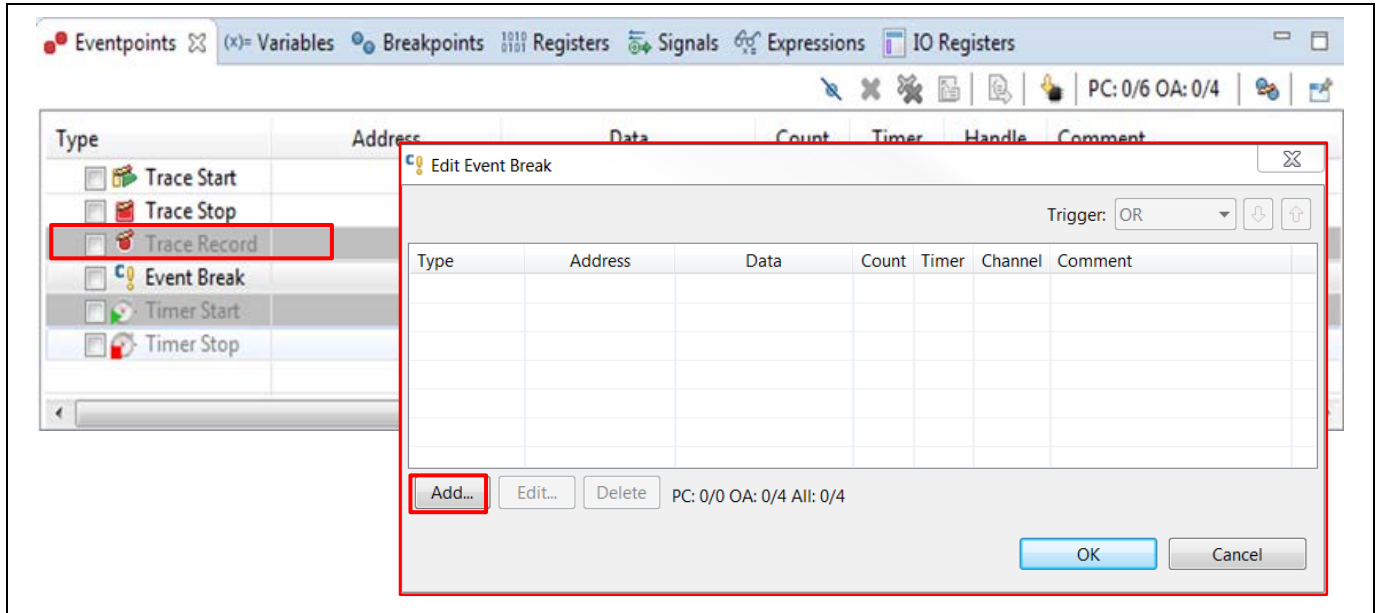 Eventpoints (x)= Variables Breakpoints 1010 0101 Registers Signals Expressions IO Registers
PC: 0/6 OA: 0/4
Type Address Data Count Timer Handle Comment
Trace Start
Trace Stop
Trace Record
Event Break
Timer Start
Timer Stop
Edit Event Break
Trigger: OR
Type Address Data Count Timer Channel Comment
Add... Edit... Delete PC: 0/0 OA: 0/4 All: 0/4
OK Cancel